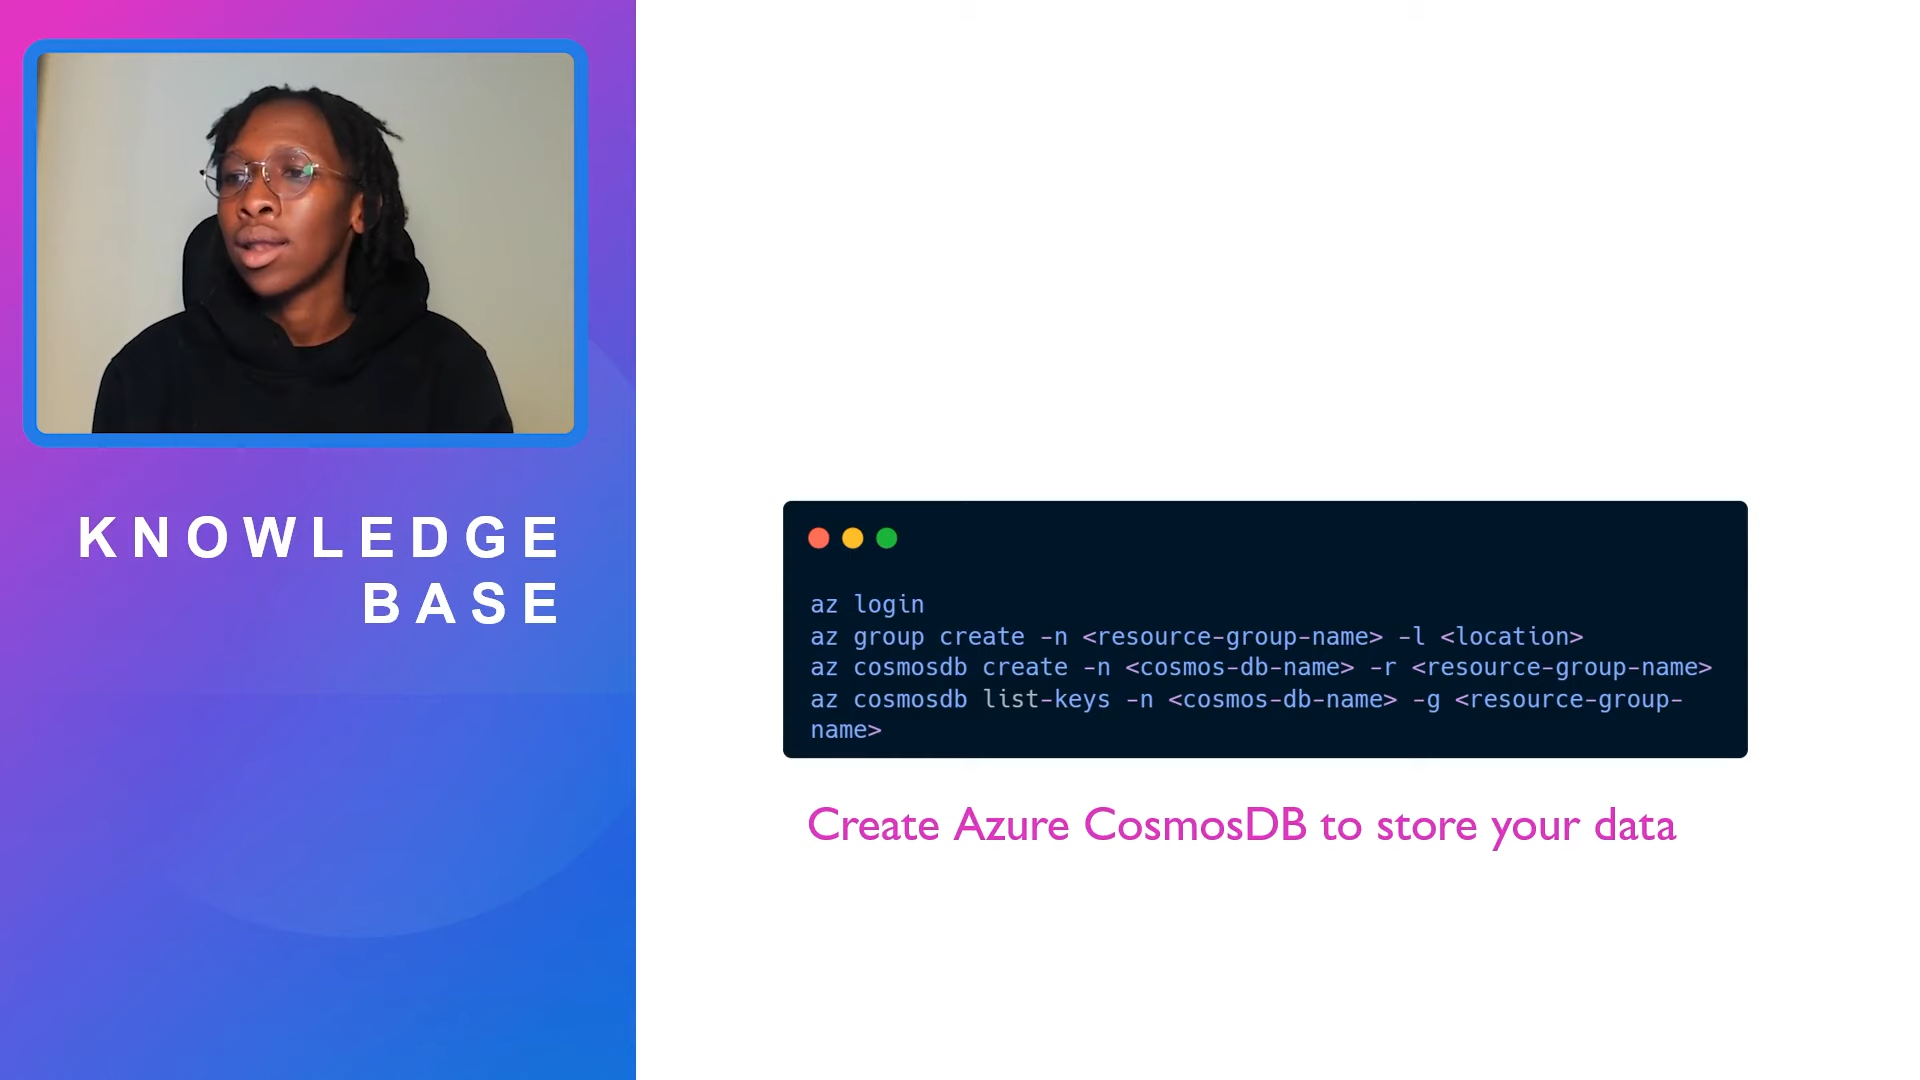 KNOWLEDGE
BASE
az login
az group create -n <resource-group-name> -l <location>
az cosmosdb create -n <cosmos-db-name> -r <resource-group-name>
az cosmosdb list-keys -n <cosmos-db-name> -g <resource-group-
name>
Create Azure CosmosDB to store your data